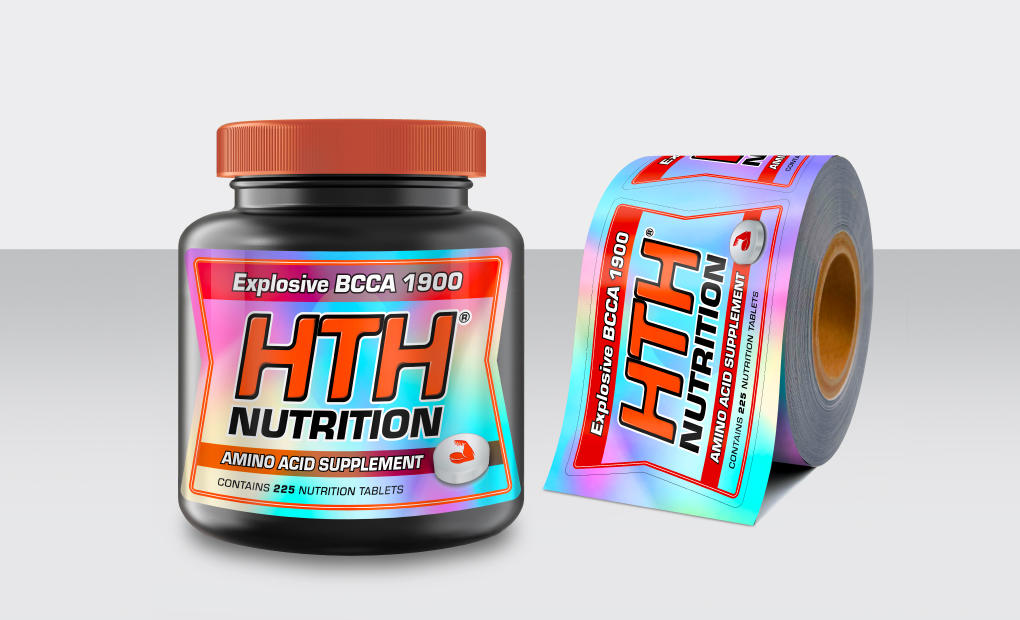 Explosive BCCA 1900
HTH®
NUTRITION
AMINO ACID SUPPLEMENT
CONTAINS 225 NUTRITION TABLETS
Explosive BCCA 1900
HTH®
NUTRITION
AMINO ACID SUPPLEMENT
CONTAINS 225 NUTRITION TABLETS